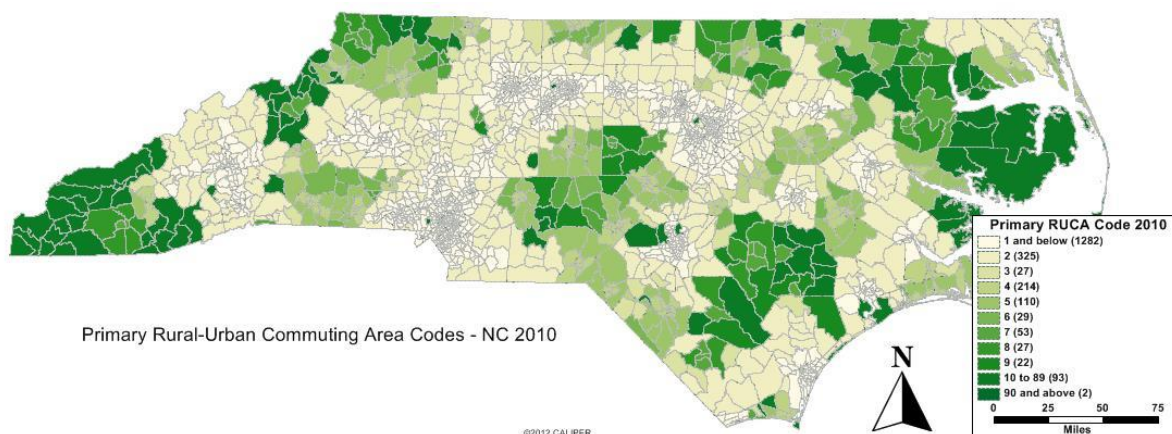 Primary Rural-Urban Commuting Area Codes - NC 2010
©2012 CALIPER
N
Primary RUCA Code 2010
1 and below (1282)
2 (325)
3 (27)
4 (214)
5 (110)
6 (29)
7 (53)
8 (27)
9 (22)
10 to 89 (93)
90 and above (2)
0 25 50 75
Miles